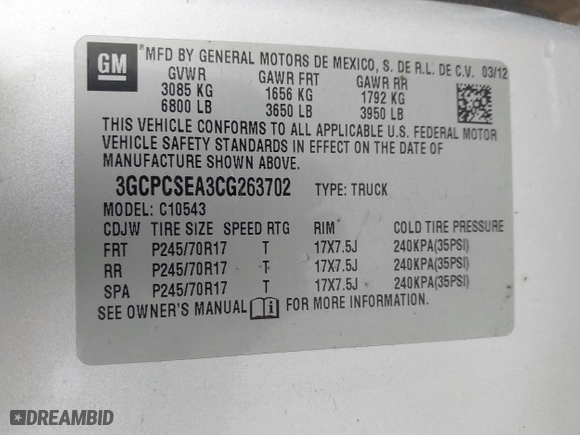 GM
MFD BY GENERAL MOTORS DE MEXICO, S. DE R.L. DE C.V. 03/12
GVWR GAWR FRT GAWR RR
3085 KG 1656 KG 1792 KG
6800 LB 3650 LB 3950 LB
THIS VEHICLE CONFORMS TO ALL APPLICABLE U.S. FEDERAL MOTOR
VEHICLE SAFETY STANDARDS IN EFFECT ON THE DATE OF
MANUFACTURE SHOWN ABOVE.
3GCPCSEA3CG263702 TYPE: TRUCK
MODEL: C10543
CDJW TIRE SIZE SPEED RTG RIM COLD TIRE PRESSURE
FRT P245/70R17 T 17X7.5J 240KPA(35PSI)
RR P245/70R17 T 17X7.5J 240KPA(35PSI)
SPA P245/70R17 T 17X7.5J 240KPA(35PSI)
SEE OWNER'S MANUAL i FOR MORE INFORMATION.
DREAMBID